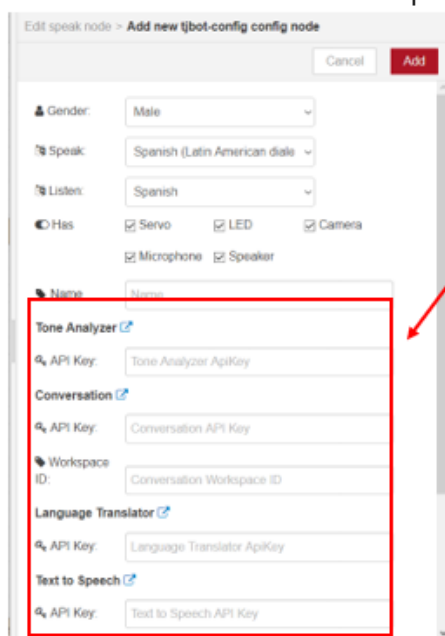 Edit speak node > Add new tjbot-config config node
Cancel Add
Gender: Male
Speak: Spanish (Latin American diale
Listen: Spanish
Has Servo LED Camera
Microphone Speaker
Name Name
Tone Analyzer
API Key: Tone Analyzer ApiKey
Conversation
API Key: Conversation API Key
Workspace
ID: Conversation Workspace ID
Language Translator
API Key: Language Translator ApiKey
Text to Speech
API Key: Text to Speech API Key